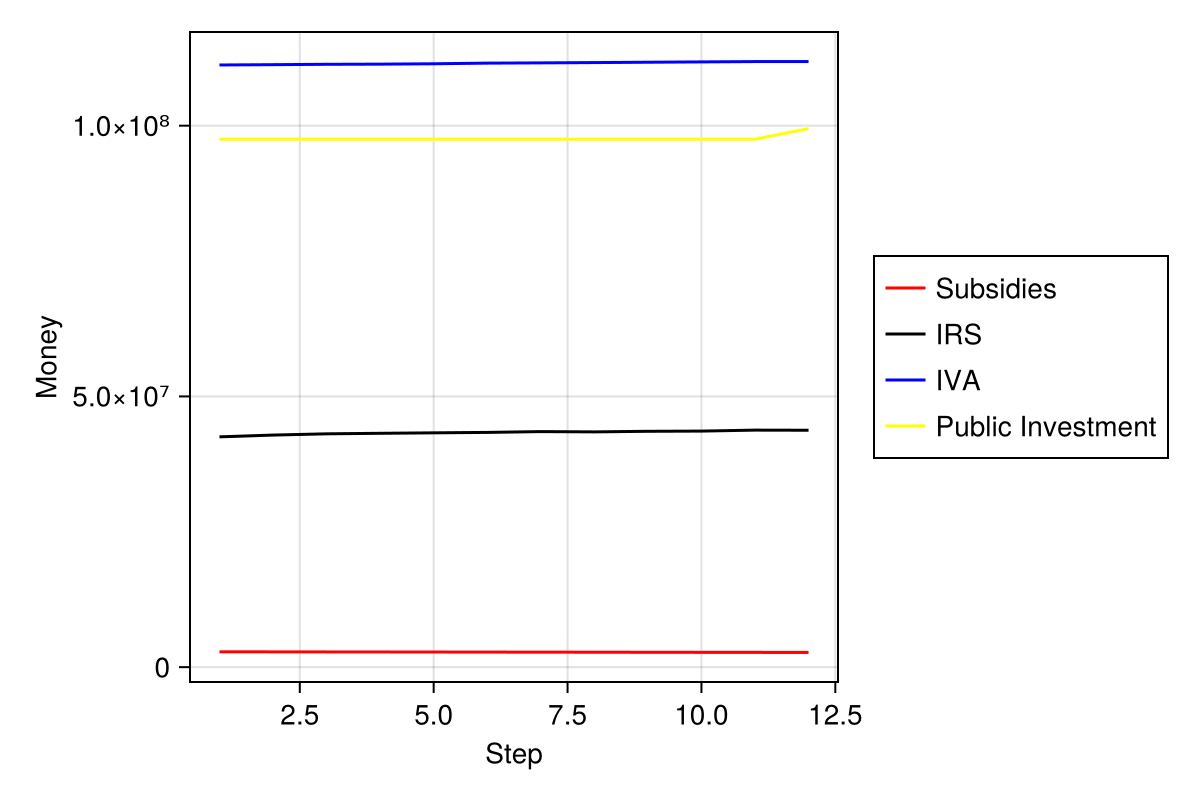 1.0×10⁸
5.0×10⁷
0
Money
2.5 5.0 7.5 10.0 12.5
Step
Subsidies
IRS
IVA
Public Investment